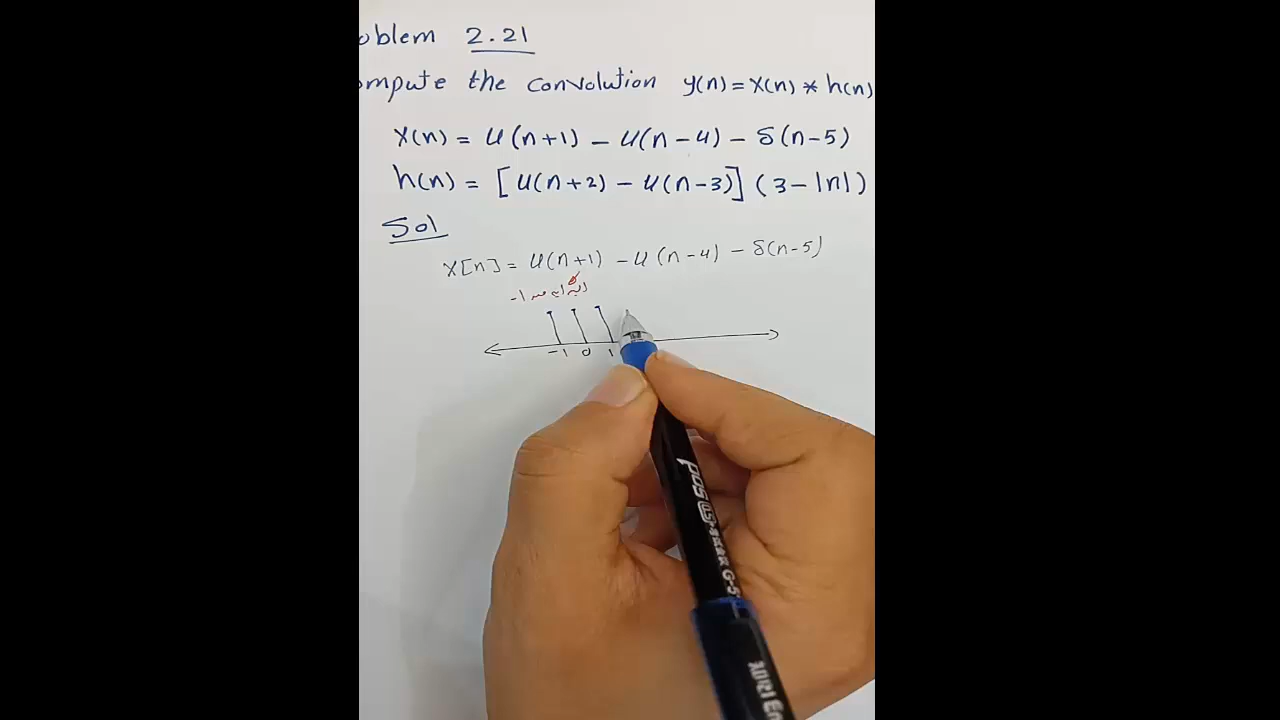 oblem 2.21
ompute the convolution y(n) = x(n) * h(n)
x(n) = u(n+1) - u(n-4) - δ(n-5)
h(n) = [u(n+2) - u(n-3)] (3-|n|)
Sol
x[n] = u(n+1) - u(n-4) - δ(n-5)
-1
-1 0 1